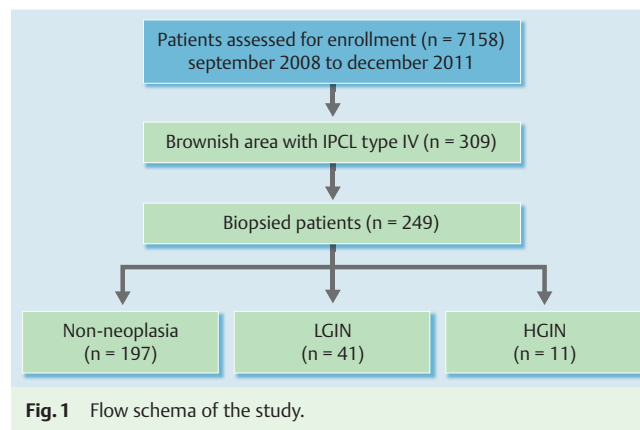 Patients assessed for enrollment (n = 7158)
september 2008 to december 2011
Brownish area with IPCL type IV (n = 309)
Biopsied patients (n = 249)
Non-neoplasia
(n = 197)
LGIN
(n = 41)
HGIN
(n = 11)
Fig. 1 Flow schema of the study.